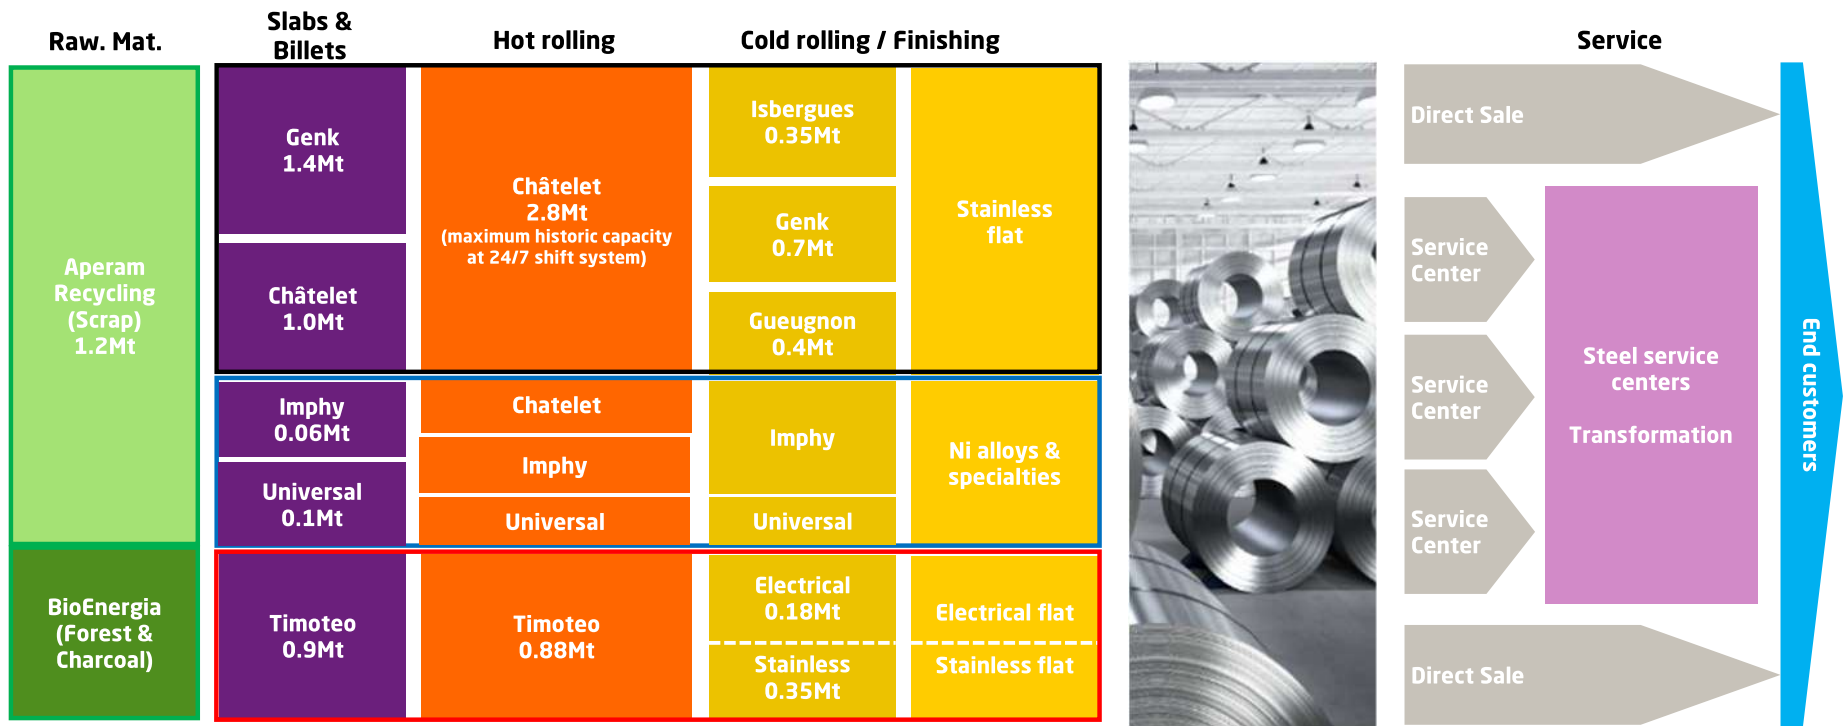 Raw. Mat.
Slabs &
Billets
Hot rolling
Cold rolling / Finishing
Service
Aperam
Recycling
(Scrap)
1.2Mt
BioEnergia
(Forest &
Charcoal)
Genk
1.4Mt
Châtelet
1.0Mt
Châtelet
2.8Mt
(maximum historic capacity
at 24/7 shift system)
Isbergues
0.35Mt
Genk
0.7Mt
Gueugnon
0.4Mt
Stainless
flat
Imphy
0.06Mt
Universal
0.1Mt
Chatelet
Imphy
Universal
Imphy
Universal
Ni alloys &
specialties
Timoteo
0.9Mt
Timoteo
0.88Mt
Electrical
0.18Mt
Stainless
0.35Mt
Electrical flat
Stainless flat
Direct Sale
Service
Center
Service
Center
Service
Center
Direct Sale
Steel service
centers
Transformation
End customers